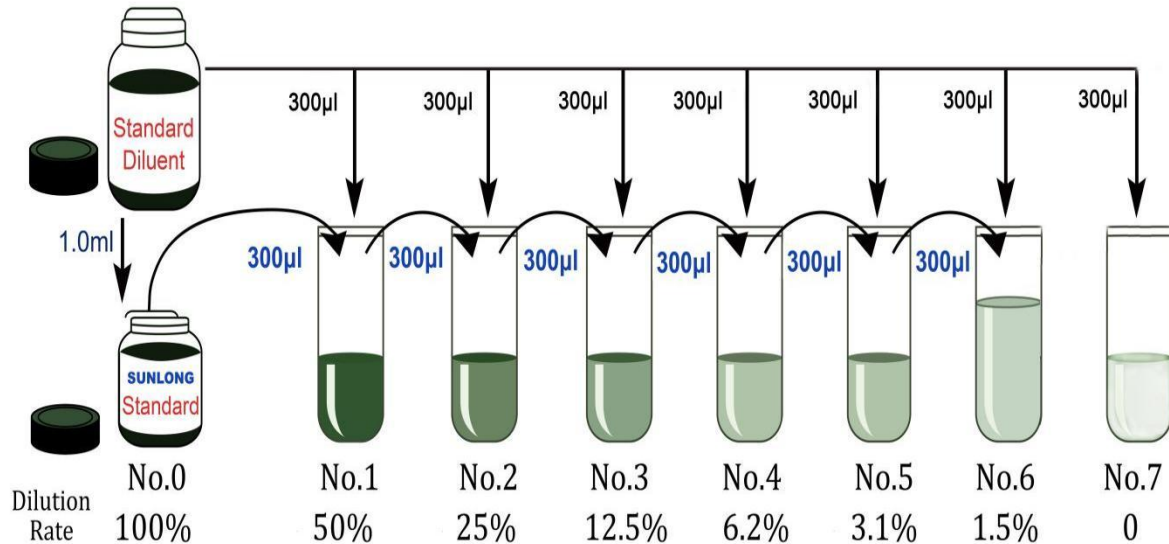 300µl 300µl 300µl 300µl 300µl 300µl 300µl
Standard
Diluent
1.0ml
300µl 300µl 300µl 300µl 300µl 300µl
SUNLONG
Standard
No.0 No.1 No.2 No.3 No.4 No.5 No.6 No.7
Dilution
Rate
100% 50% 25% 12.5% 6.2% 3.1% 1.5% 0